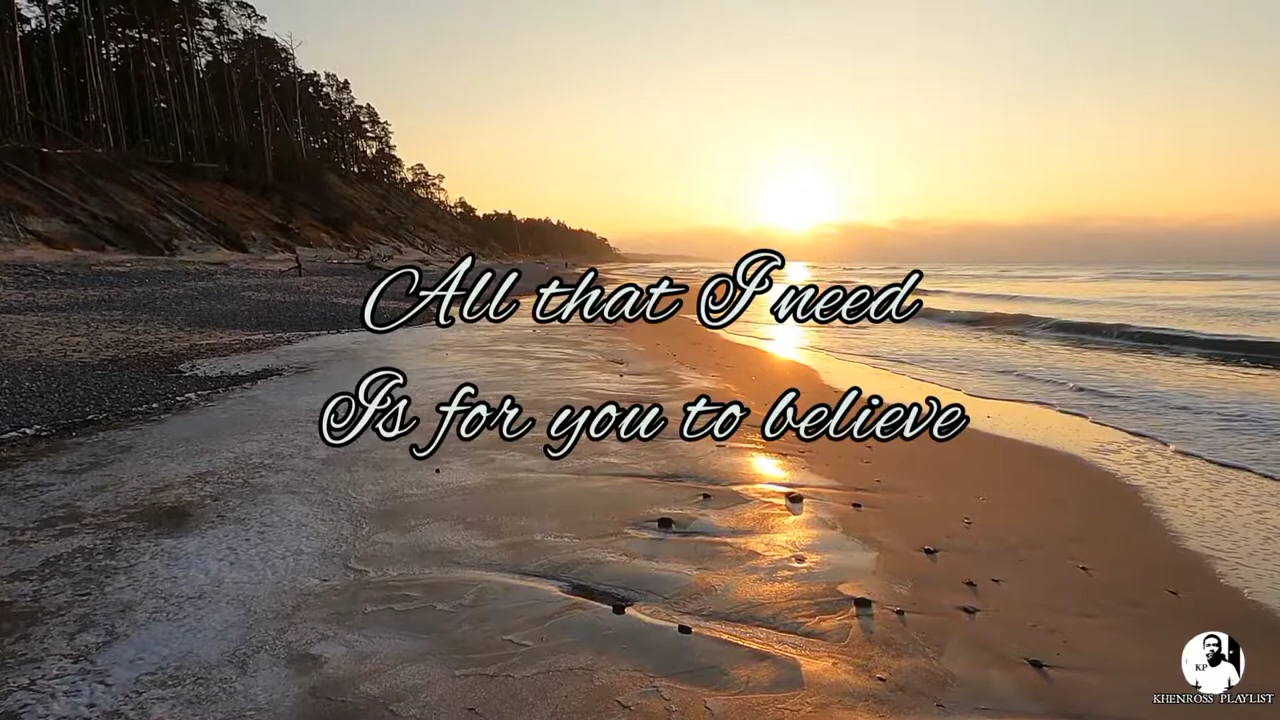 All that I need
Is for you to believe
KP
KHENROSS PLAYLIST